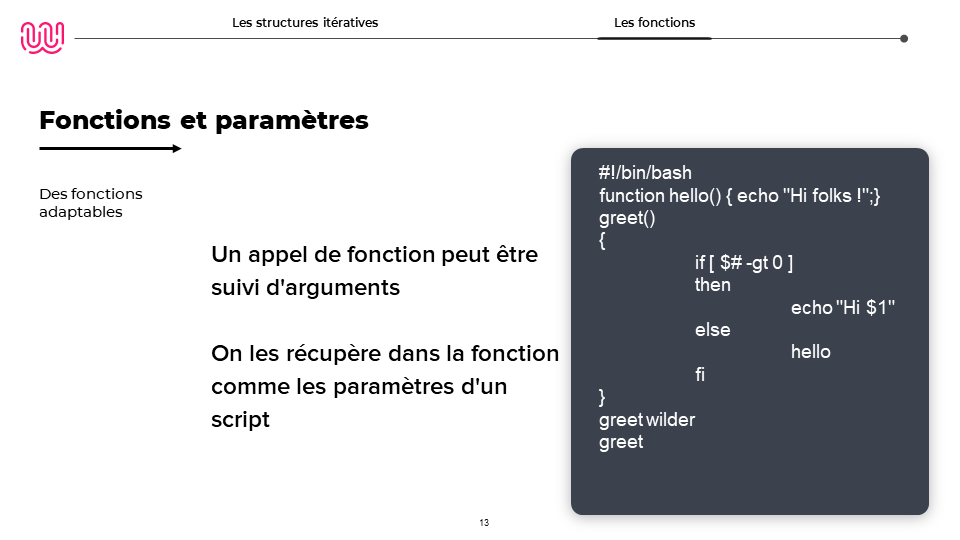 Les structures itératives
Les fonctions
Fonctions et paramètres
Des fonctions
adaptables
Un appel de fonction peut être
suivi d'arguments
On les récupère dans la fonction
comme les paramètres d'un
script
#!/bin/bash
function hello() { echo "Hi folks !";}
greet()
{
if [ $# -gt 0 ]
then
echo "Hi $1"
else
hello
fi
}
greet wilder
greet
13